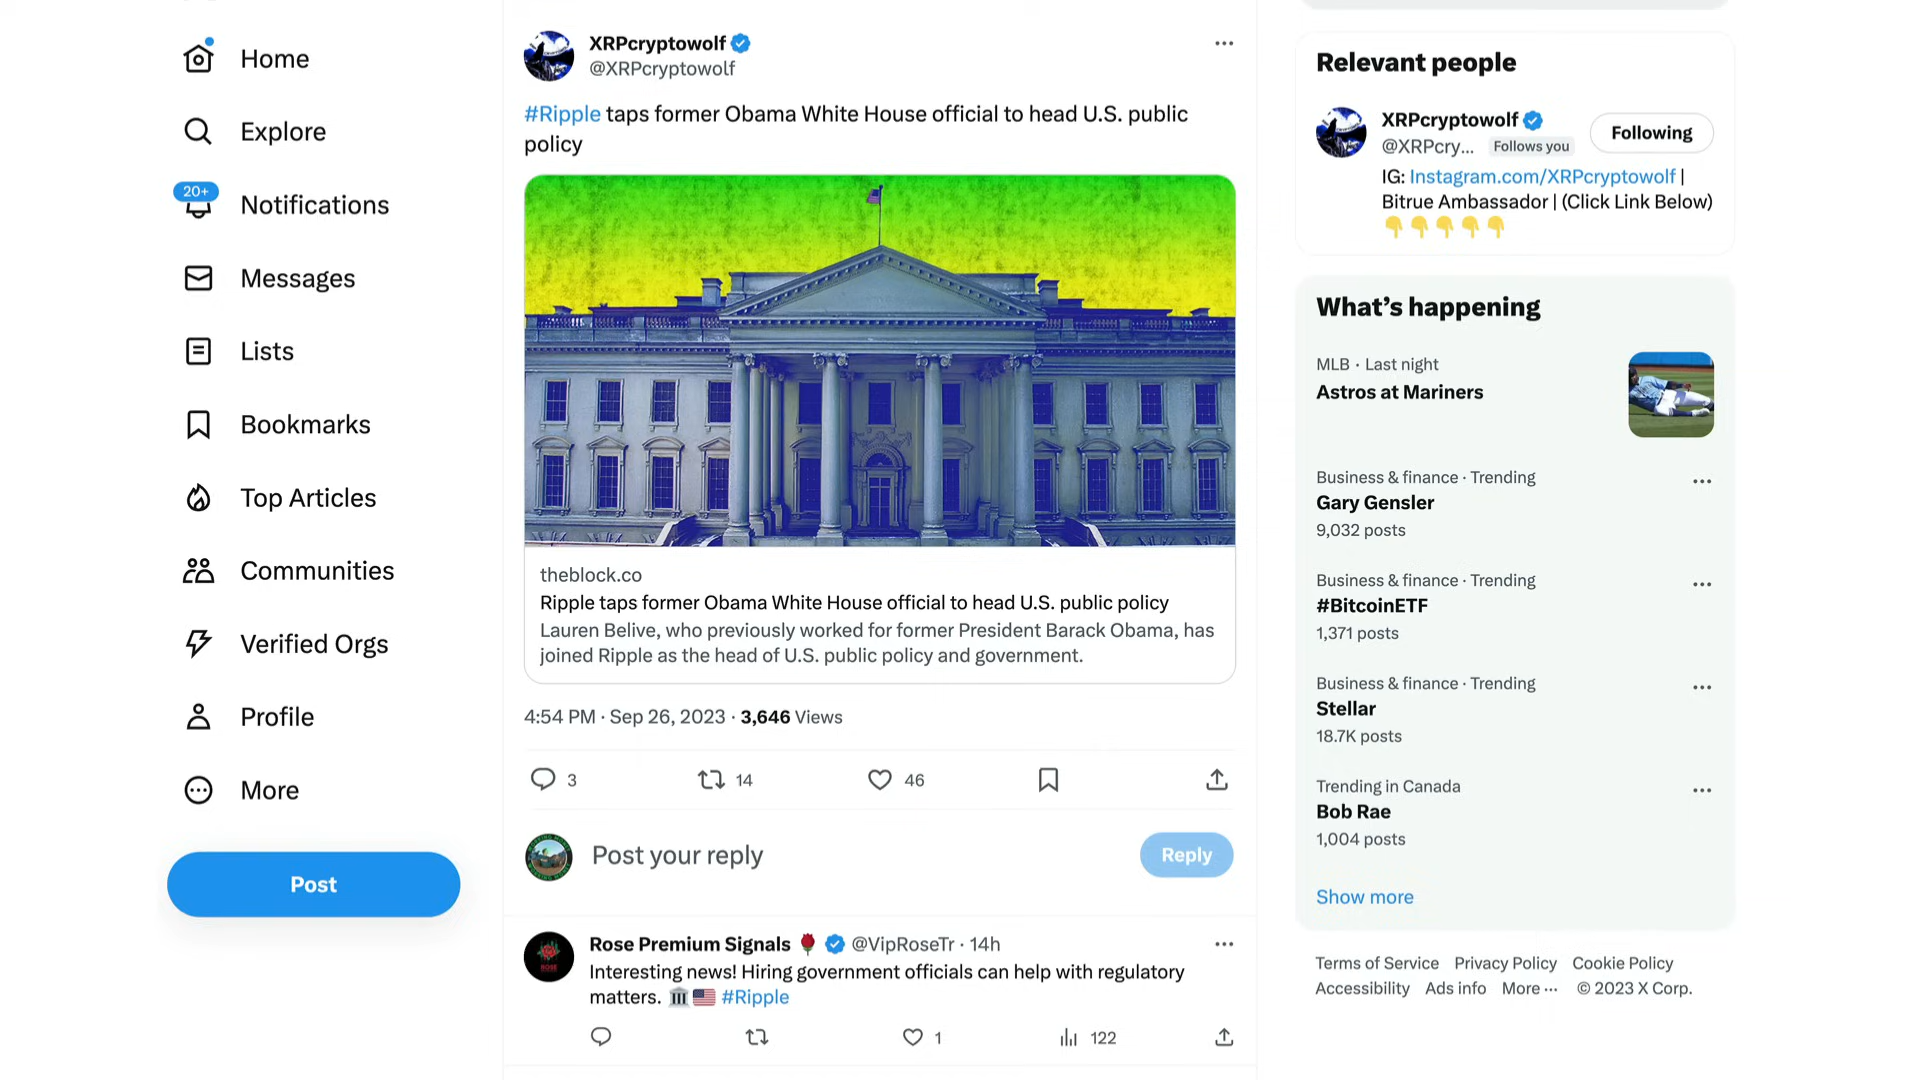 Home
Explore
20+
Notifications
Messages
Lists
Bookmarks
Top Articles
Communities
Verified Orgs
Profile
More
Post
XRPcryptowolf
@XRPcryptowolf
#Ripple taps former Obama White House official to head U.S. public
policy
theblock.co
Ripple taps former Obama White House official to head U.S. public policy
Lauren Belive, who previously worked for former President Barack Obama, has
joined Ripple as the head of U.S. public policy and government.
4:54 PM · Sep 26, 2023 · 3,646 Views
3 14 46
Post your reply
Reply
Rose Premium Signals 🌹 @VipRoseTr · 14h
Interesting news! Hiring government officials can help with regulatory
matters. 🏛️🇺🇸 #Ripple
1 122
Relevant people
XRPcryptowolf
@XRPcry... Follows you
Following
IG: Instagram.com/XRPcryptowolf |
Bitrue Ambassador | (Click Link Below)
👇👇👇👇👇
What's happening
MLB · Last night
Astros at Mariners
Business & finance · Trending
Gary Gensler
9,032 posts
Business & finance · Trending
#BitcoinETF
1,371 posts
Business & finance · Trending
Stellar
18.7K posts
Trending in Canada
Bob Rae
1,004 posts
Show more
Terms of Service Privacy Policy Cookie Policy
Accessibility Ads info More ··· © 2023 X Corp.